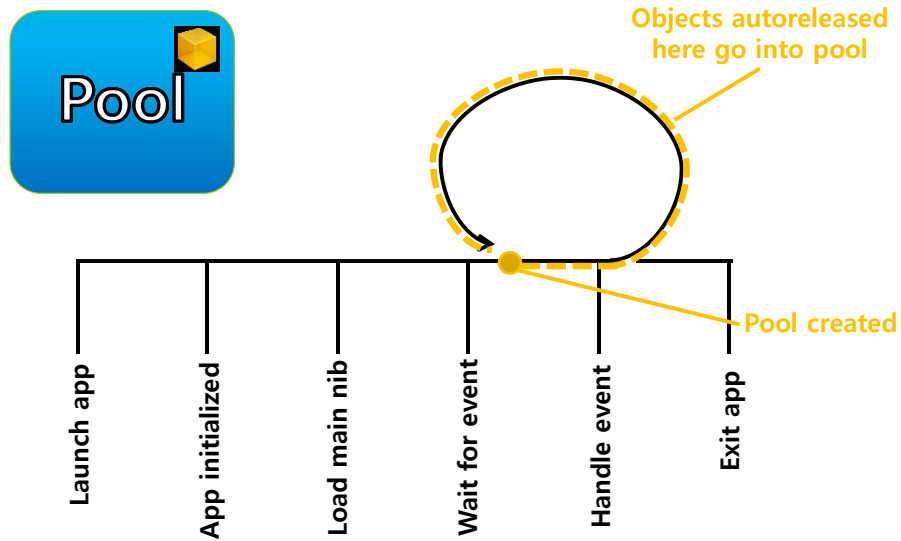 Pool
Objects autoreleased
here go into pool
Pool created
Launch app
App initialized
Load main nib
Wait for event
Handle event
Exit app